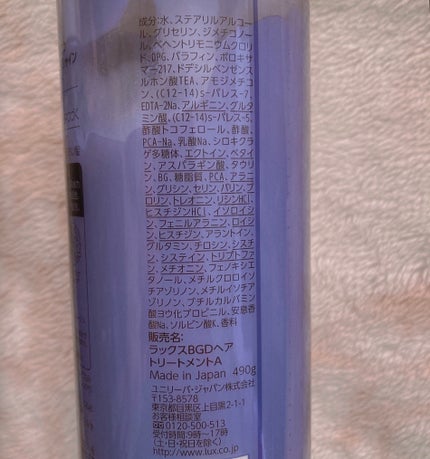 成分:水、ステアリルアルコー
ル、グリセリン、ジメチコノー
ル、ベヘントリモニウムクロリ
ド、DPG、パラフィン、ポロキサ
マー217、ドデシルベンゼンス
ルホン酸TEA、アモジメチコ
ン、(C12-14)s-パレス-7、
EDTA-2Na、アルギニン、グルタ
ミン酸、(C12-14)s-パレス-5、
酢酸トコフェロール、酢酸、
PCA-Na、乳酸Na、シロキクラ
ゲ多糖体、エクトイン、ベタイ
ン、アスパラギン酸、タウリ
ン、BG、糖脂質、PCA、アラニ
ン、グリシン、セリン、バリン、プ
ロリン、トレオニン、リシンHCl、
ヒスチジンHCl、イソロイシ
ン、フェニルアラニン、ロイシ
ン、ヒスチジン、アラントイン、
グルタミン、チロシン、シスチ
ン、システイン、トリプトファ
ン、メチオニン、フェノキシエ
タノール、メチルクロロイソ
チアゾリノン、メチルイソチア
ゾリノン、ブチルカルバミン
酸ヨウ化プロピニル、安息香
酸Na、ソルビン酸K、香料
販売名:
ラックスBGDヘア
トリートメントA
Made in Japan 490g
ユニリーバ・ジャパン株式会社
〒153-8578
東京都目黒区上目黒2-1-1
お客様相談室
0120-500-513
受付時間:9時～17時
(土・日・祝日を除く)
http://www.lux.co.jp